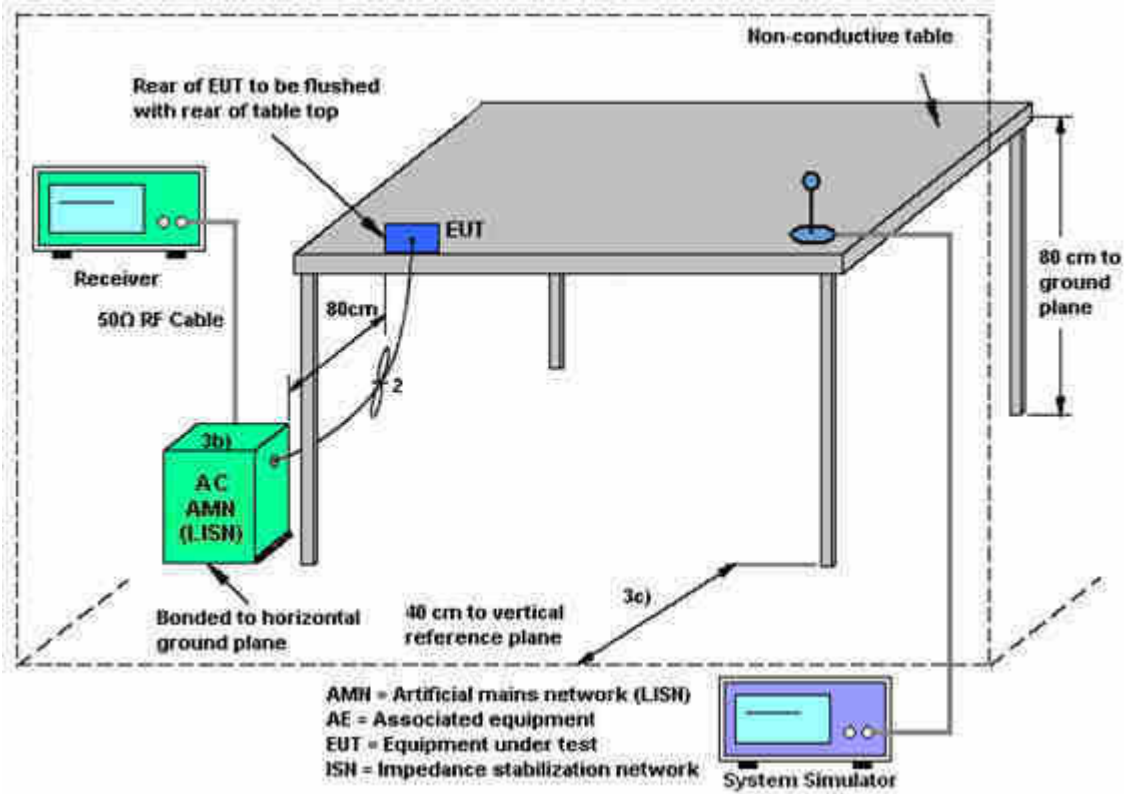 Non-conductive table
Rear of EUT to be flushed
with rear of table top
EUT
Receiver
80 cm to
ground
plane
50Ω RF Cable
80cm
2
3b)
AC
AMN
(LISN)
Bonded to horizontal
ground plane
40 cm to vertical
reference plane
3c)
AMN = Artificial mains network (LISN)
AE = Associated equipment
EUT = Equipment under test
ISN = Impedance stabilization network
System Simulator